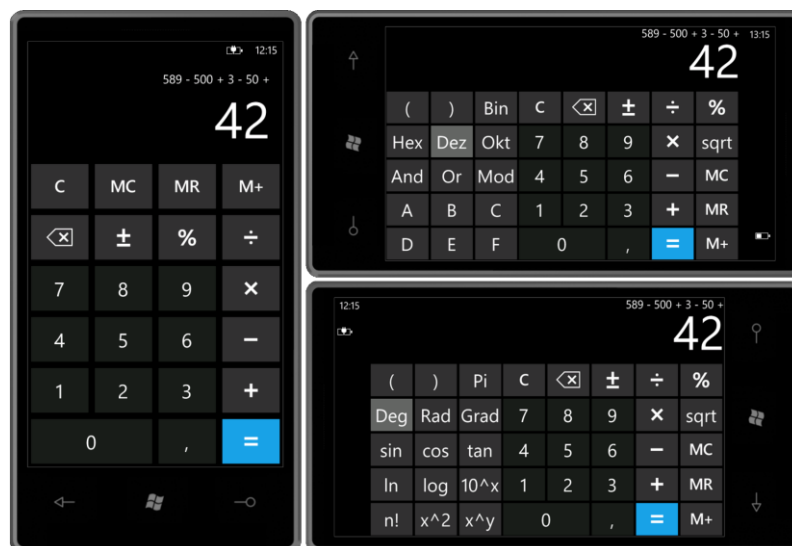 12:15
589 - 500 + 3 - 50 +
42
C MC MR M+
± % ÷
7 8 9 ×
4 5 6 −
1 2 3 +
0 , =
589 - 500 + 3 - 50 + 13:15
42
( ) Bin C ± ÷ %
Hex Dez Okt 7 8 9 × sqrt
And Or Mod 4 5 6 − MC
A B C 1 2 3 + MR
D E F 0 , = M+
12:15 589 - 500 + 3 - 50 +
42
( ) Pi C ± ÷ %
Deg Rad Grad 7 8 9 × sqrt
sin cos tan 4 5 6 − MC
ln log 10^x 1 2 3 + MR
n! x^2 x^y 0 , = M+